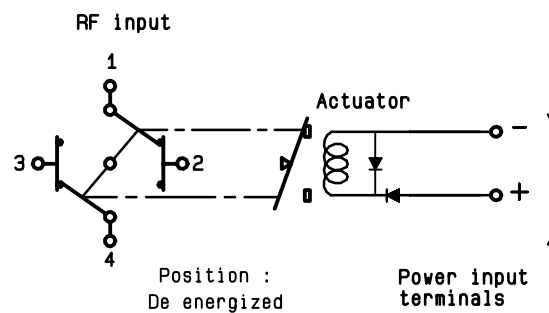 RF input
1
Actuator
-
3
2
+
4
Position :
De energized
Power input
terminals